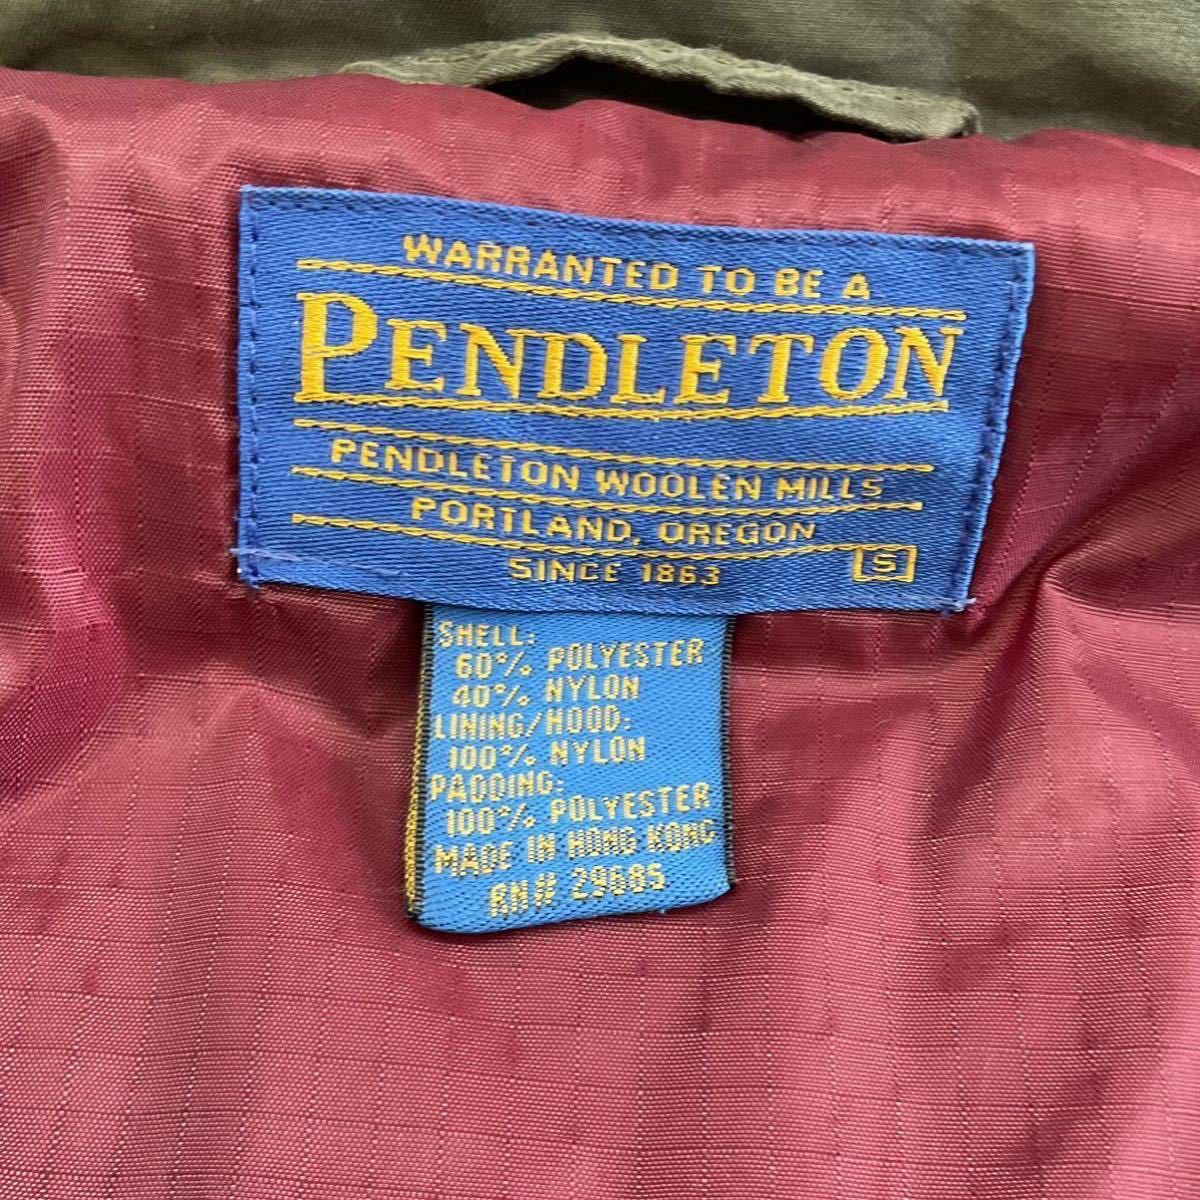 WARRANTED TO BE A
PENDLETON
PENDLETON WOOLEN MILLS
PORTLAND, OREGON
SINCE 1863
S
SHELL:
60% POLYESTER
40% NYLON
LINING/HOOD:
100% NYLON
PADDING:
100% POLYESTER
MADE IN HONG KONG
RN# 29685